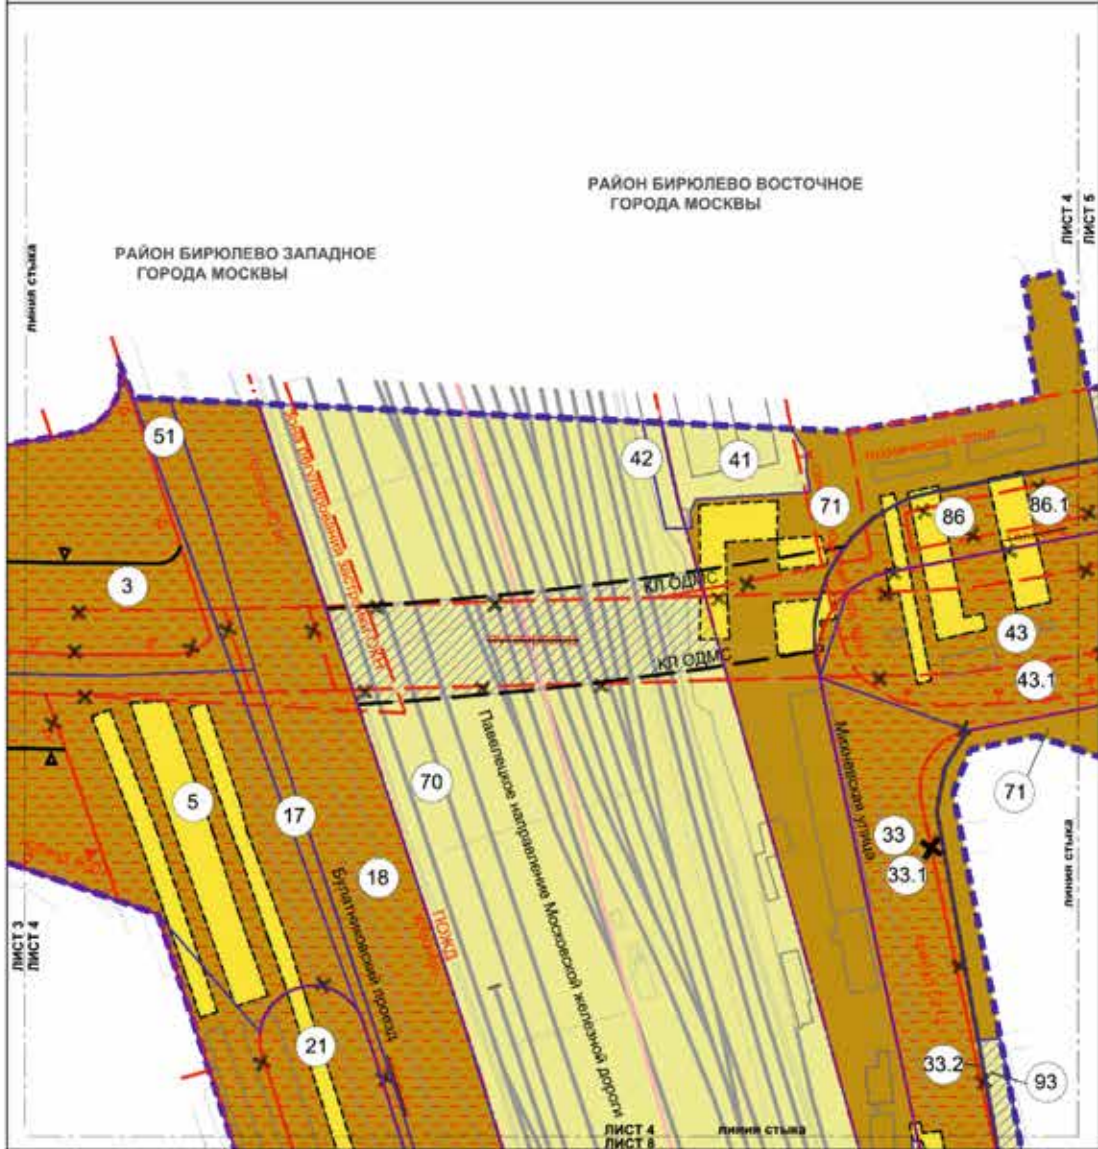 РАЙОН БИРЮЛЕВО ВОСТОЧНОЕ
ГОРОДА МОСКВЫ
РАЙОН БИРЮЛЕВО ЗАПАДНОЕ
ГОРОДА МОСКВЫ
линия стыка
ЛИСТ 4
ЛИСТ 5
51
42
41
71
86
86.1
3
КЛ ОДМС
43
КЛ ОДМС
43.1
Михневская улица
Павелецкое направление Московской железной дороги
70
71
5
17
33
33.1
18
Булатниковский проезд
линия стыка
ЛИСТ 3
ЛИСТ 4
ПОЖД
21
33.2
93
ЛИСТ 4
ЛИСТ 8
линия стыка